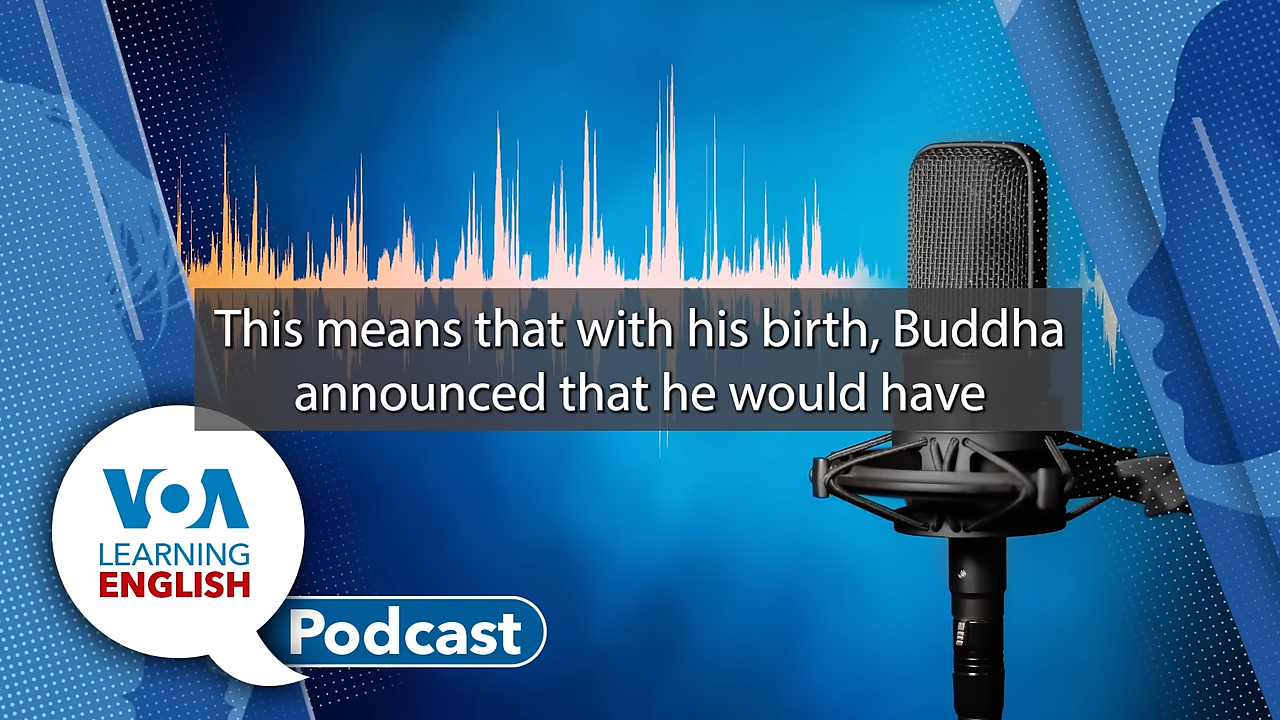 This means that with his birth, Buddha
announced that he would have
VOA
LEARNING
ENGLISH
Podcast